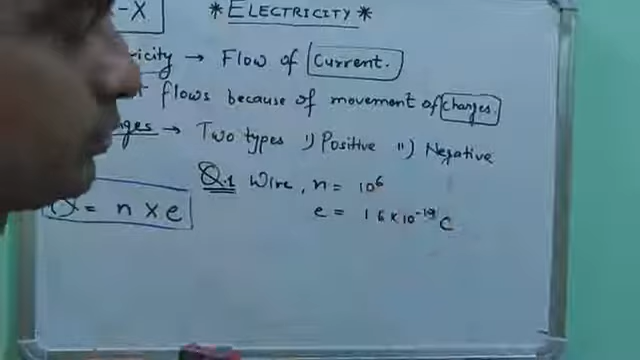 -X
*ELECTRICITY*
ricity → Flow of Current.
flows because of movement of charges.
ges → Two types i) Positive ii) Negative
Q.1 Wire, n = 10⁶
= n × e
e = 1.6×10⁻¹⁹ C